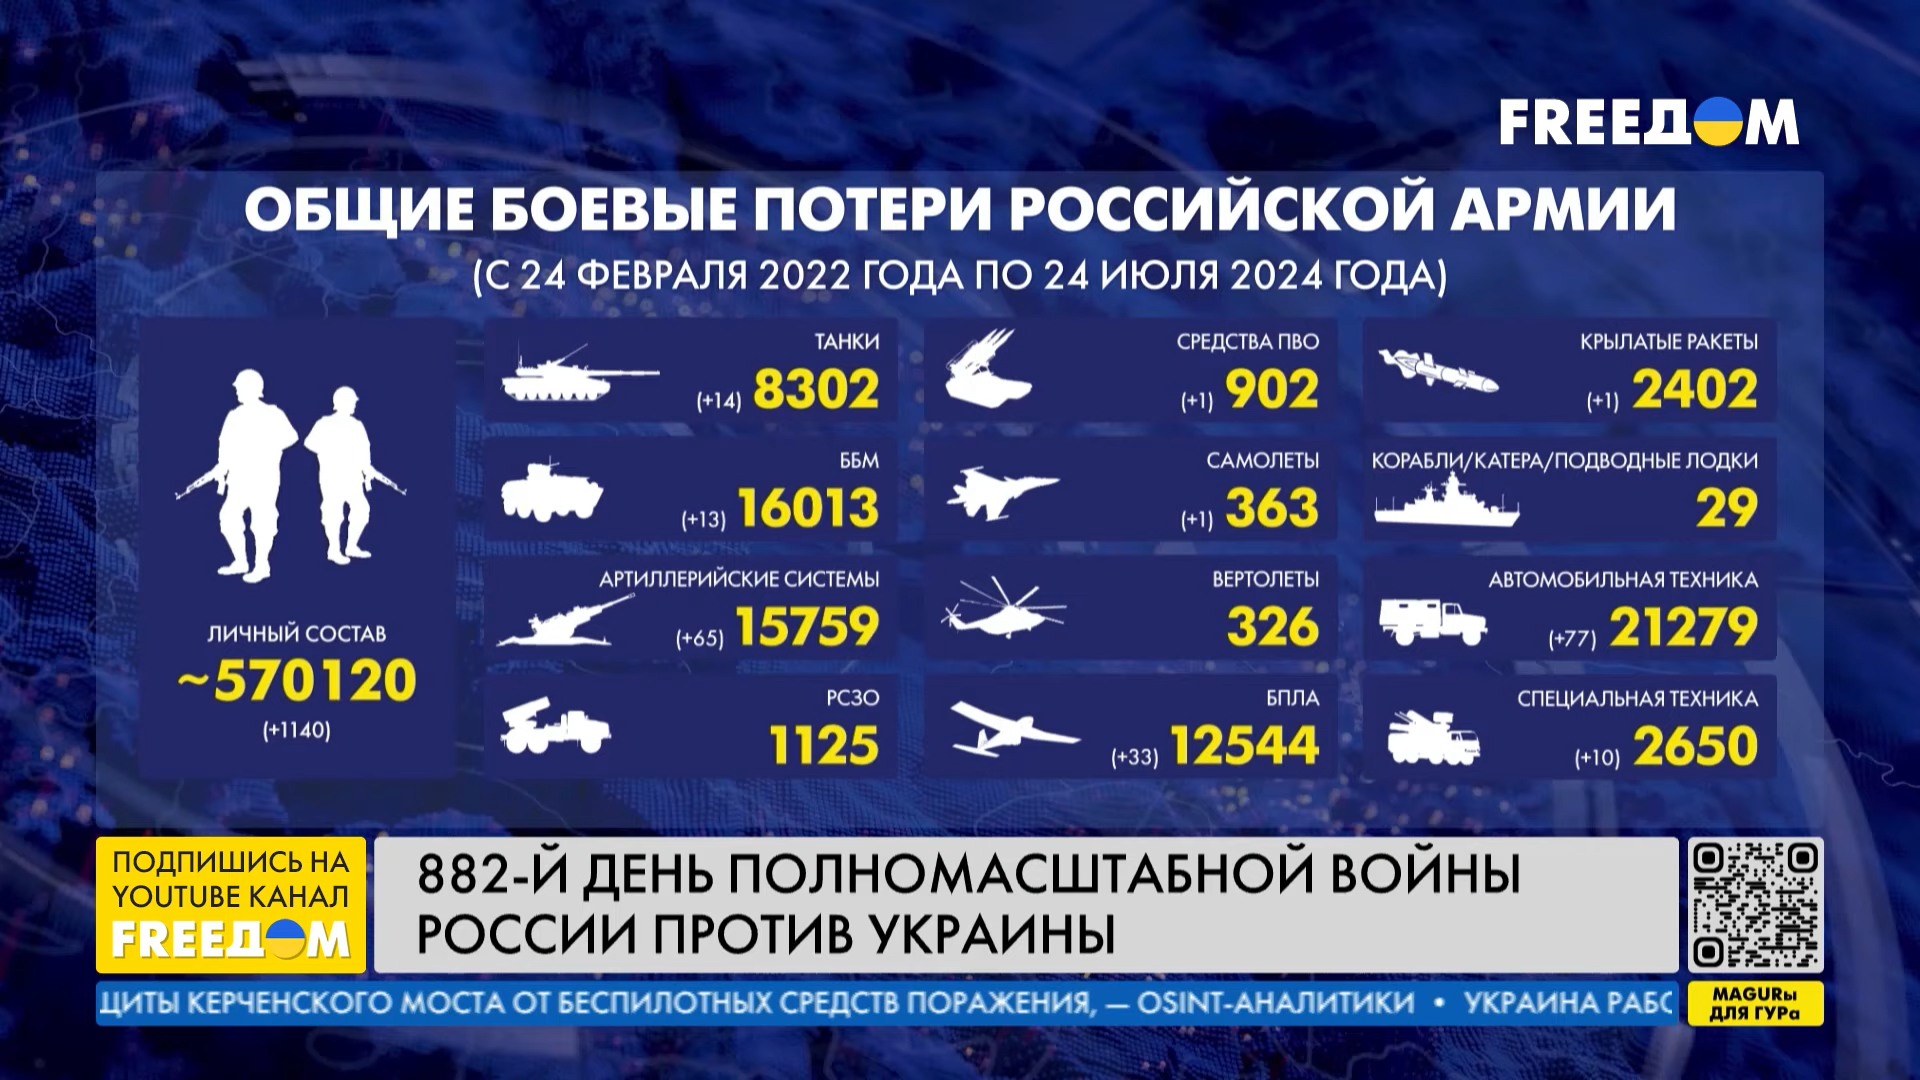 FREEДOM
ОБЩИЕ БОЕВЫЕ ПОТЕРИ РОССИЙСКОЙ АРМИИ
(С 24 ФЕВРАЛЯ 2022 ГОДА ПО 24 ИЮЛЯ 2024 ГОДА)
ЛИЧНЫЙ СОСТАВ
~570120
(+1140)
ТАНКИ
(+14) 8302
ББМ
(+13) 16013
АРТИЛЛЕРИЙСКИЕ СИСТЕМЫ
(+65) 15759
РСЗО
1125
СРЕДСТВА ПВО
(+1) 902
САМОЛЕТЫ
(+1) 363
ВЕРТОЛЕТЫ
326
БПЛА
(+33) 12544
КРЫЛАТЫЕ РАКЕТЫ
(+1) 2402
КОРАБЛИ/КАТЕРА/ПОДВОДНЫЕ ЛОДКИ
29
АВТОМОБИЛЬНАЯ ТЕХНИКА
(+77) 21279
СПЕЦИАЛЬНАЯ ТЕХНИКА
(+10) 2650
ПОДПИШИСЬ НА
YOUTUBE КАНАЛ
FREEДOM
882-Й ДЕНЬ ПОЛНОМАСШТАБНОЙ ВОЙНЫ
РОССИИ ПРОТИВ УКРАИНЫ
ЩИТЫ КЕРЧЕНСКОГО МОСТА ОТ БЕСПИЛОТНЫХ СРЕДСТВ ПОРАЖЕНИЯ, — OSINT-АНАЛИТИКИ • УКРАИНА РАБО
MAGURы
ДЛЯ ГУРа